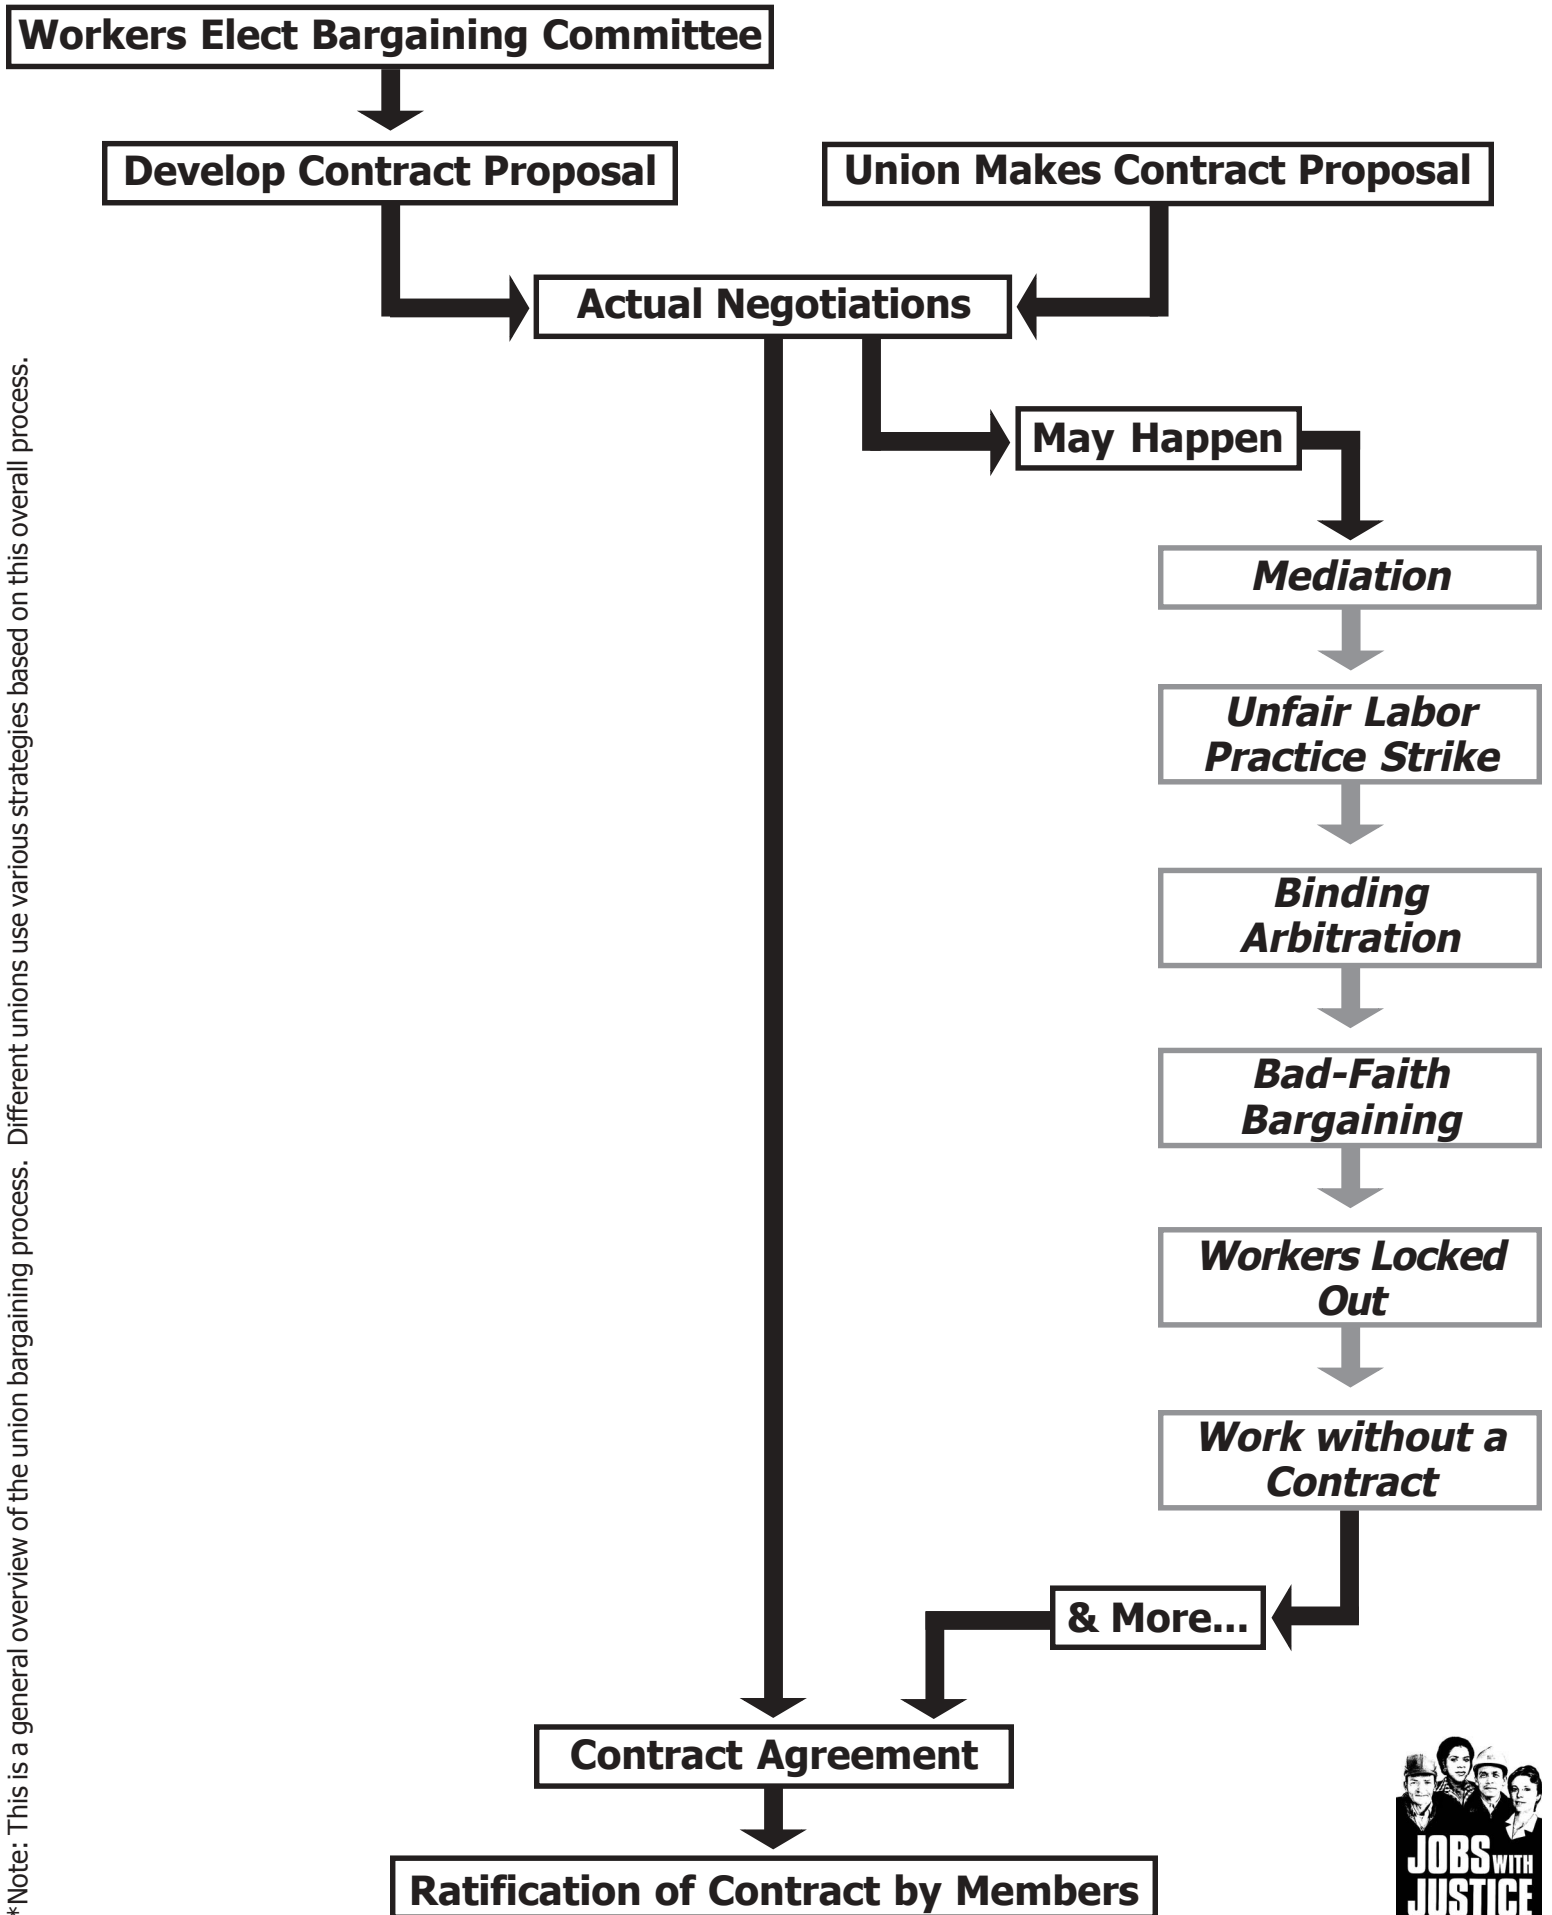 Workers Elect Bargaining Committee
Develop Contract Proposal
Union Makes Contract Proposal
Actual Negotiations
May Happen
Mediation
Unfair Labor
Practice Strike
Binding
Arbitration
Bad-Faith
Bargaining
Workers Locked
Out
Work without a
Contract
& More...
Contract Agreement
Ratification of Contract by Members
*Note: This is a general overview of the union bargaining process.  Different unions use various strategies based on this overall process.
JOBS WITH
JUSTICE